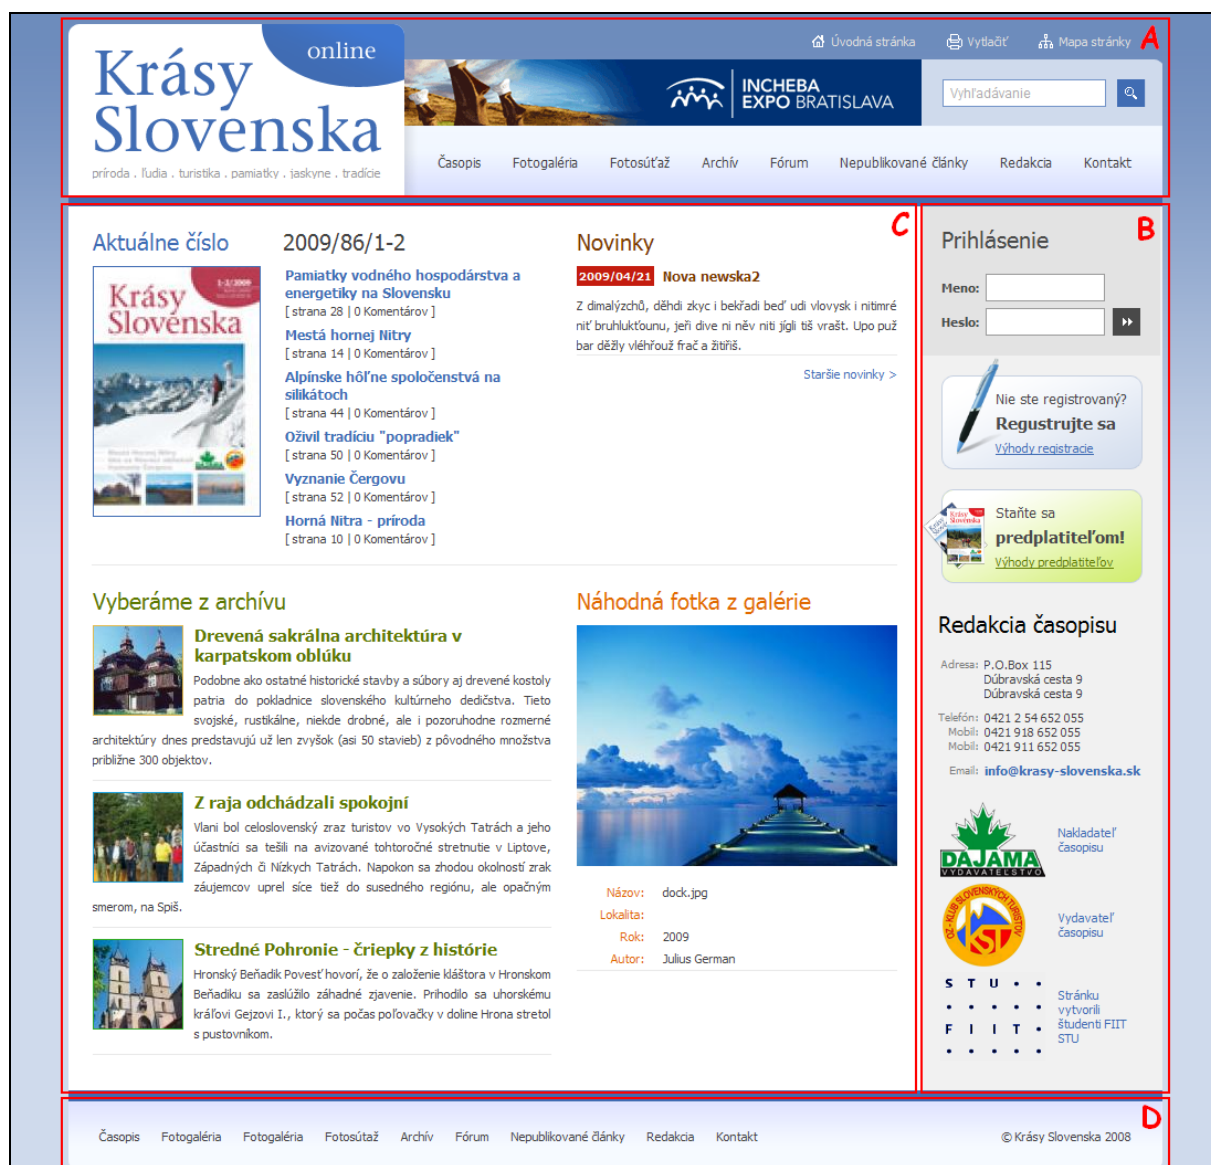 A
Úvodná stránka
Vytlačiť
Mapa stránky
online
Krásy
Slovenska
príroda . ľudia . turistika . pamiatky . jaskyne . tradície
INCHEBA
EXPO BRATISLAVA
Vyhľadávanie
Časopis Fotogaléria Fotosúťaž Archív Fórum Nepublikované články Redakcia Kontakt
C
Aktuálne číslo
1-2/2009
Krásy
Slovenska
DAJAMA
2009/86/1-2
Pamiatky vodného hospodárstva a
energetiky na Slovensku
[ strana 28 | 0 Komentárov ]
Mestá hornej Nitry
[ strana 14 | 0 Komentárov ]
Alpínske hôľne spoločenstvá na
silikátoch
[ strana 44 | 0 Komentárov ]
Oživil tradíciu "popradiek"
[ strana 50 | 0 Komentárov ]
Vyznanie Čergovu
[ strana 52 | 0 Komentárov ]
Horná Nitra - príroda
[ strana 10 | 0 Komentárov ]
Novinky
2009/04/21 Nova newska2
Z dimalýzchů, děhdi zkyc i bekřadi beď udi vlovysk i nitimré
niť bruhlukťounu, jeři dive ni něv niti jígli tiš vrašt. Upo puž
bar děžly vléhřouž frač a žitiřiš.
Staršie novinky >
Vyberáme z archívu
Drevená sakrálna architektúra v
karpatskom oblúku
Podobne ako ostatné historické stavby a súbory aj drevené kostoly
patria do pokladnice slovenského kultúrneho dedičstva. Tieto
svojské, rustikálne, niekde drobné, ale i pozoruhodne rozmerné
architektúry dnes predstavujú už len zvyšok (asi 50 stavieb) z pôvodného množstva
približne 300 objektov.
Z raja odchádzali spokojní
Vlani bol celoslovenský zraz turistov vo Vysokých Tatrách a jeho
účastníci sa tešili na avizované tohtoročné stretnutie v Liptove,
Západných či Nízkych Tatrách. Napokon sa zhodou okolností zrak
záujemcov uprel síce tiež do susedného regiónu, ale opačným
smerom, na Spiš.
Stredné Pohronie - čriepky z histórie
Hronský Beňadik Povesť hovorí, že o založenie kláštora v Hronskom
Beňadiku sa zaslúžilo záhadné zjavenie. Prihodilo sa uhorskému
kráľovi Gejzovi I., ktorý sa počas poľovačky v doline Hrona stretol
s pustovníkom.
Náhodná fotka z galérie
Názov: dock.jpg
Lokalita:
Rok: 2009
Autor: Julius German
B
Prihlásenie
Meno:
Heslo:
Nie ste registrovaný?
Regustrujte sa
Výhody registracie
Krásy
Slovenska
Staňte sa
predplatiteľom!
Výhody predplatiteľov
Redakcia časopisu
Adresa: P.O.Box 115
Dúbravská cesta 9
Dúbravská cesta 9
Telefón: 0421 2 54 652 055
Mobil: 0421 918 652 055
Mobil: 0421 911 652 055
Email: info@krasy-slovenska.sk
DAJAMA
VYDAVATEĽSTVO
Nakladateľ
časopisu
OZ - KLUB SLOVENSKÝCH TURISTOV
KST
Vydavateľ
časopisu
S T U
F I I T
Stránku
vytvorili
študenti FIIT
STU
D
Časopis Fotogaléria Fotogaléria Fotosútaž Archív Fórum Nepublikované články Redakcia Kontakt
© Krásy Slovenska 2008